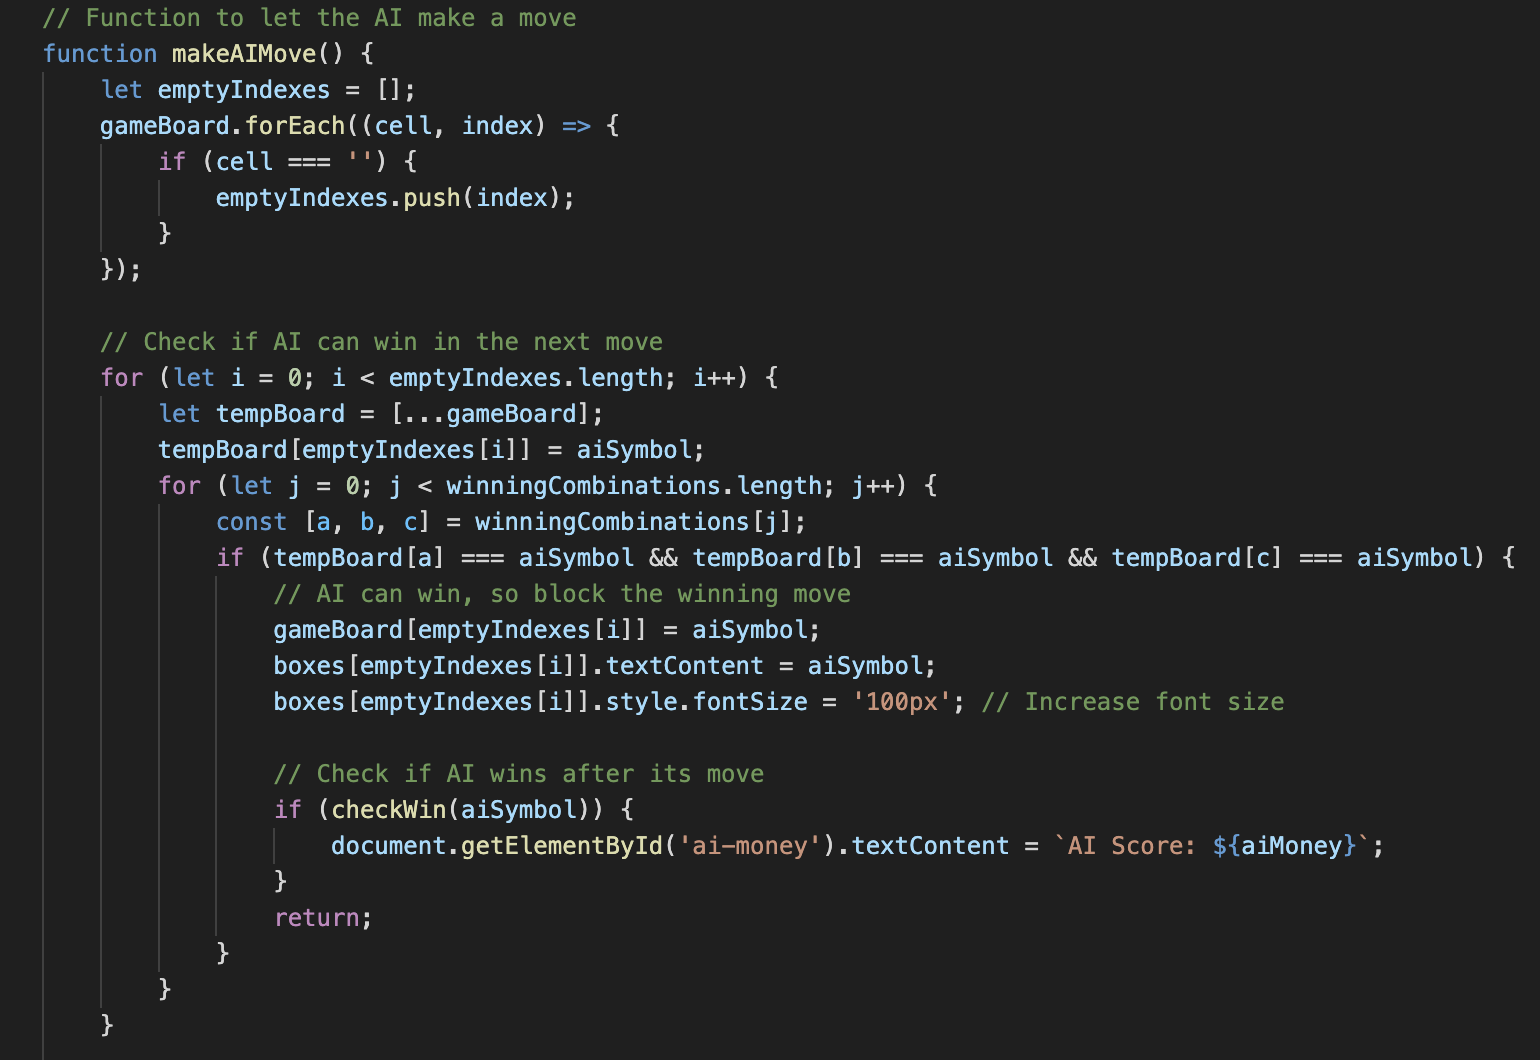 // Function to let the AI make a move
function makeAIMove() {
    let emptyIndexes = [];
    gameBoard.forEach((cell, index) => {
        if (cell === '') {
            emptyIndexes.push(index);
        }
    });

    // Check if AI can win in the next move
    for (let i = 0; i < emptyIndexes.length; i++) {
        let tempBoard = [...gameBoard];
        tempBoard[emptyIndexes[i]] = aiSymbol;
        for (let j = 0; j < winningCombinations.length; j++) {
            const [a, b, c] = winningCombinations[j];
            if (tempBoard[a] === aiSymbol && tempBoard[b] === aiSymbol && tempBoard[c] === aiSymbol) {
                // AI can win, so block the winning move
                gameBoard[emptyIndexes[i]] = aiSymbol;
                boxes[emptyIndexes[i]].textContent = aiSymbol;
                boxes[emptyIndexes[i]].style.fontSize = '100px'; // Increase font size

                // Check if AI wins after its move
                if (checkWin(aiSymbol)) {
                    document.getElementById('ai-money').textContent = `AI Score: ${aiMoney}`;
                }
                return;
            }
        }
    }